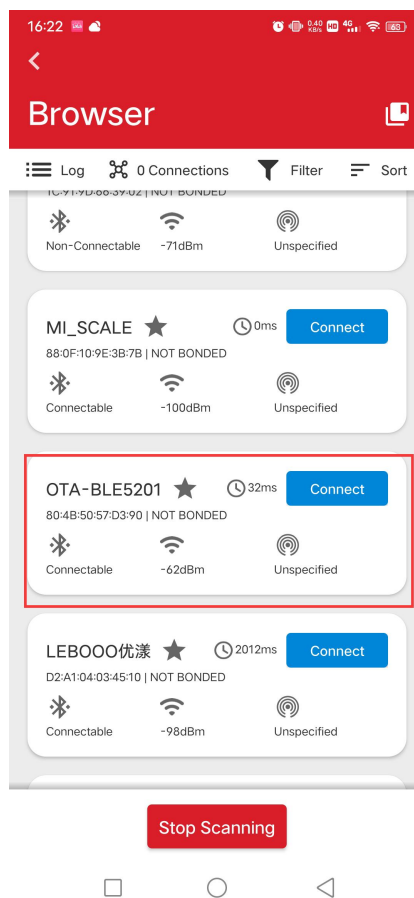 16:22 0.40 KB/s HD 4G 63
Browser
Log 0 Connections Filter Sort
1C:91:9D:66:39:02 | NOT BONDED
Non-Connectable -71dBm Unspecified
MI_SCALE 0ms Connect
88:0F:10:9E:3B:7B | NOT BONDED
Connectable -100dBm Unspecified
OTA-BLE5201 32ms Connect
80:4B:50:57:D3:90 | NOT BONDED
Connectable -62dBm Unspecified
LEBOOO优漾 2012ms Connect
D2:A1:04:03:45:10 | NOT BONDED
Connectable -98dBm Unspecified
Stop Scanning